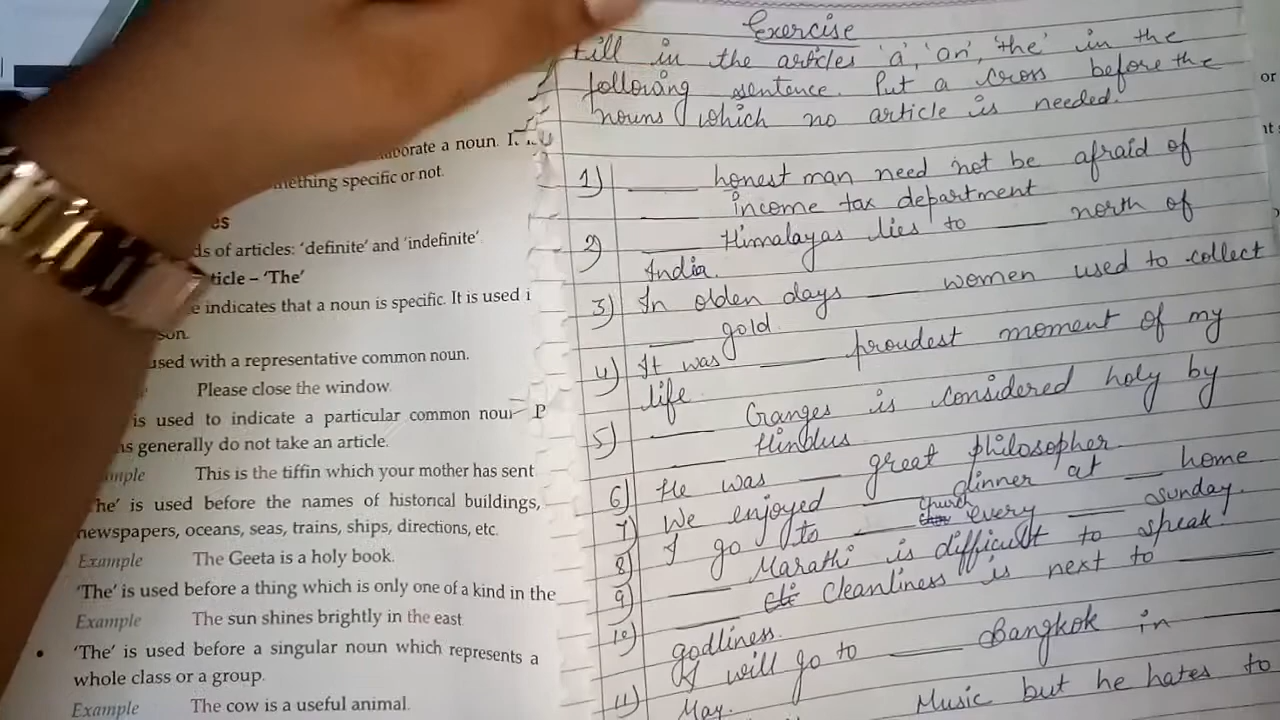 borate a noun. I
mething specific or not.
es
ds of articles: 'definite' and 'indefinite'
ticle – 'The'
e indicates that a noun is specific. It is used i
son.
used with a representative common noun.
Please close the window.
is used to indicate a particular common nou P
s generally do not take an article.
mple This is the tiffin which your mother has sent
'The' is used before the names of historical buildings,
newspapers, oceans, seas, trains, ships, directions, etc.
Example The Geeta is a holy book.
'The' is used before a thing which is only one of a kind in the
Example The sun shines brightly in the east
• 'The' is used before a singular noun which represents a
whole class or a group.
Example The cow is a useful animal.
Exercise
Fill in the articles 'a', 'an', 'the' in the
following sentence. Put a cross before the
nouns which no article is needed.
1) ____ honest man need not be afraid of
____ income tax department
2) ____ Himalayas lies to ____ north of
India.
3) In olden days ____ women used to collect
____ gold.
4) It was ____ proudest moment of my
life.
5) ____ Ganges is considered holy by
____ Hindus
6) He was ____ great philosopher
7) We enjoyed ____ dinner at ____ home
8) I go to ____ church every ____ Sunday.
9) ____ Marathi is difficult to speak.
10) ____ Cleanliness is next to ____
godliness.
11) I will go to ____ Bangkok in
May.
Music but he hates to
or
it